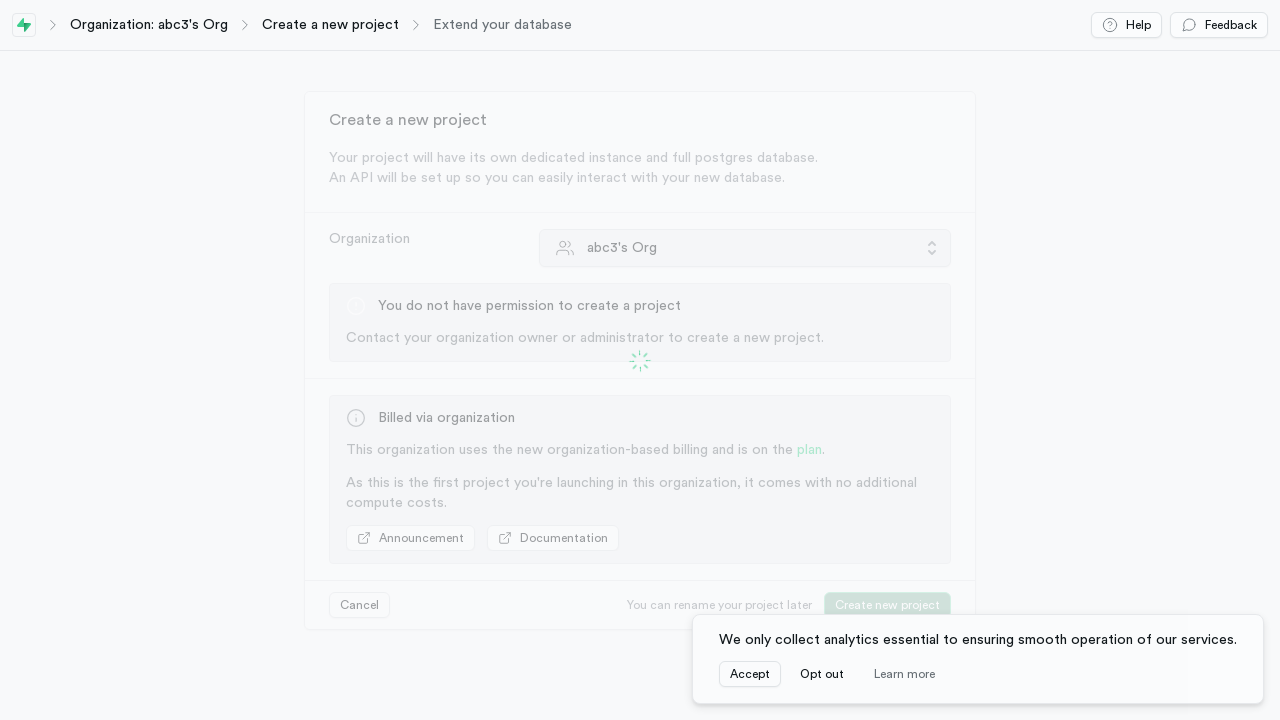 Organization: abc3's Org
Create a new project
Extend your database
Help
Feedback
Create a new project
Your project will have its own dedicated instance and full postgres database.
An API will be set up so you can easily interact with your new database.
Organization
abc3's Org
You do not have permission to create a project
Contact your organization owner or administrator to create a new project.
Billed via organization
This organization uses the new organization-based billing and is on the plan.
As this is the first project you're launching in this organization, it comes with no additional
compute costs.
Announcement
Documentation
Cancel
You can rename your project later
Create new project
We only collect analytics essential to ensuring smooth operation of our services.
Accept
Opt out
Learn more